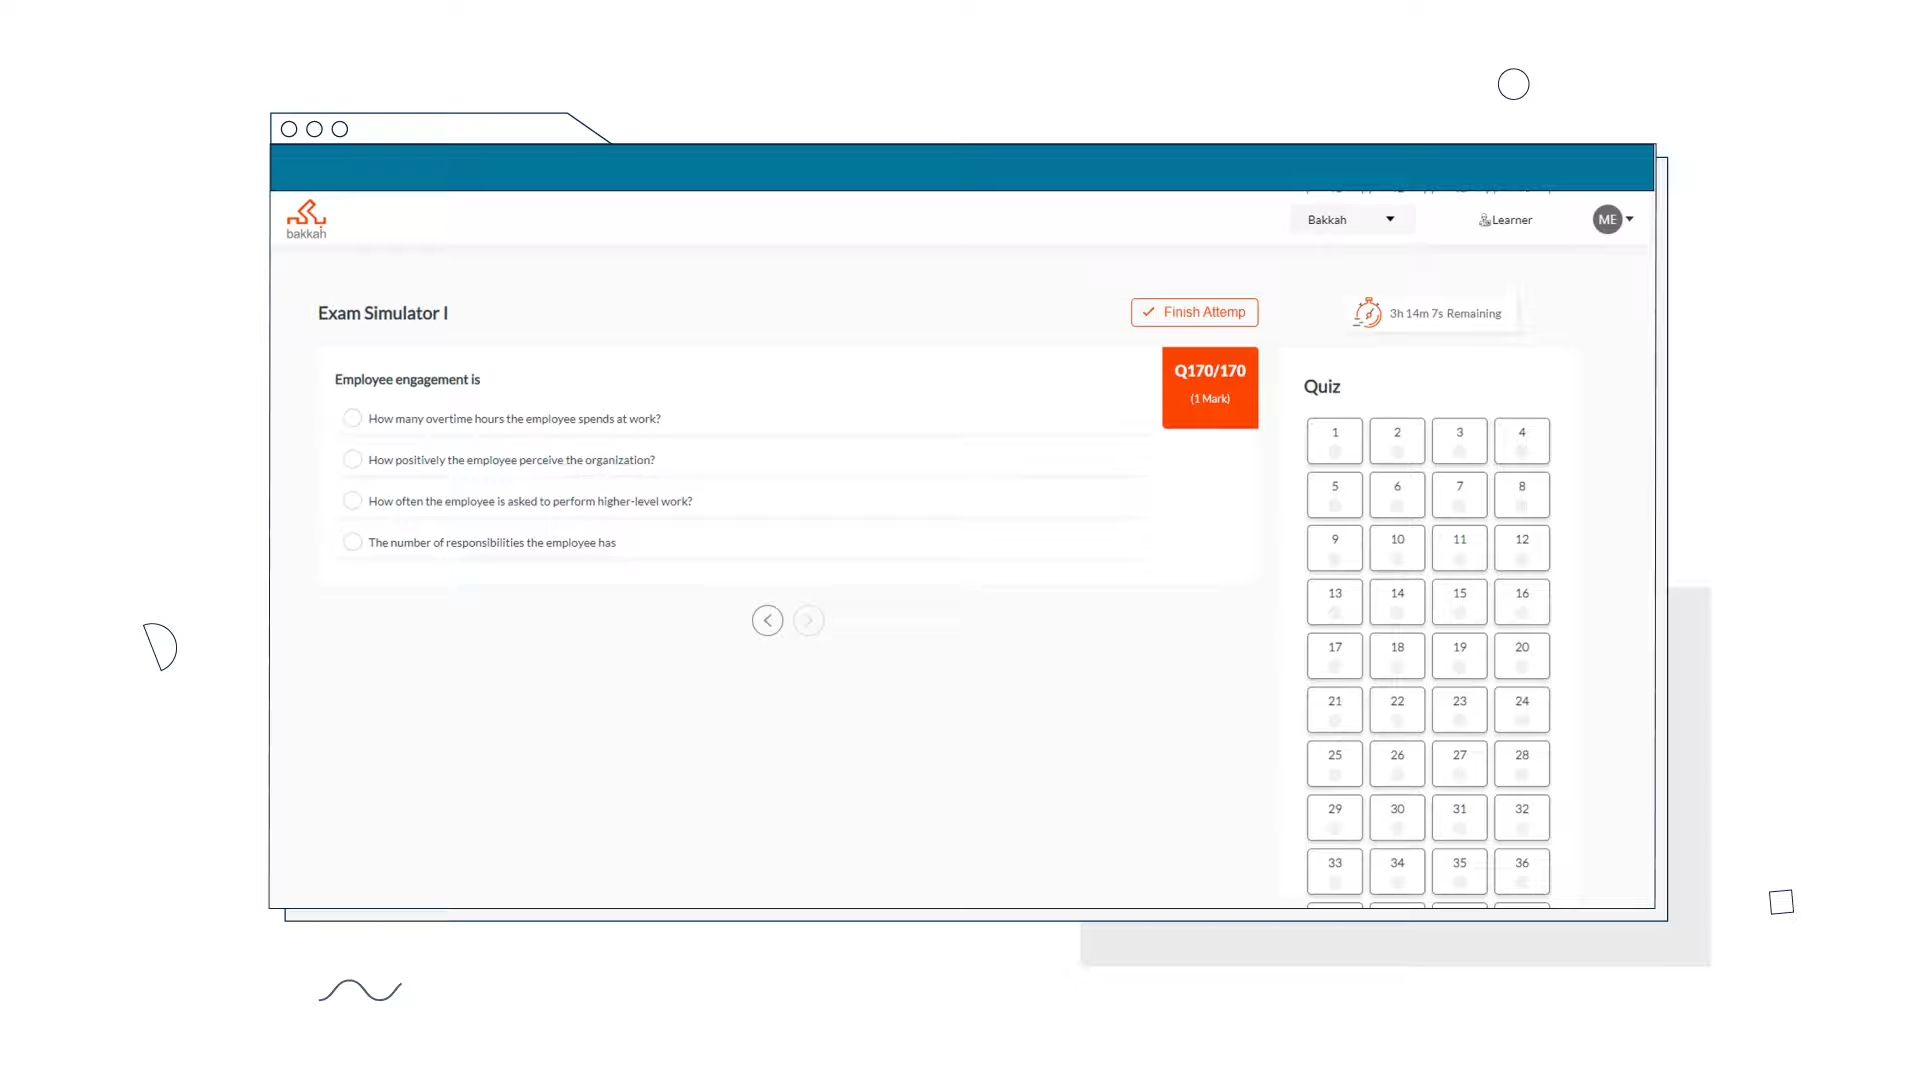 bakkah
Bakkah
Learner
ME
Exam Simulator I
Finish Attemp
3h 14m 7s Remaining
Employee engagement is
Q170/170
(1 Mark)
How many overtime hours the employee spends at work?
How positively the employee perceive the organization?
How often the employee is asked to perform higher-level work?
The number of responsibilities the employee has
Quiz
1 2 3 4
5 6 7 8
9 10 11 12
13 14 15 16
17 18 19 20
21 22 23 24
25 26 27 28
29 30 31 32
33 34 35 36